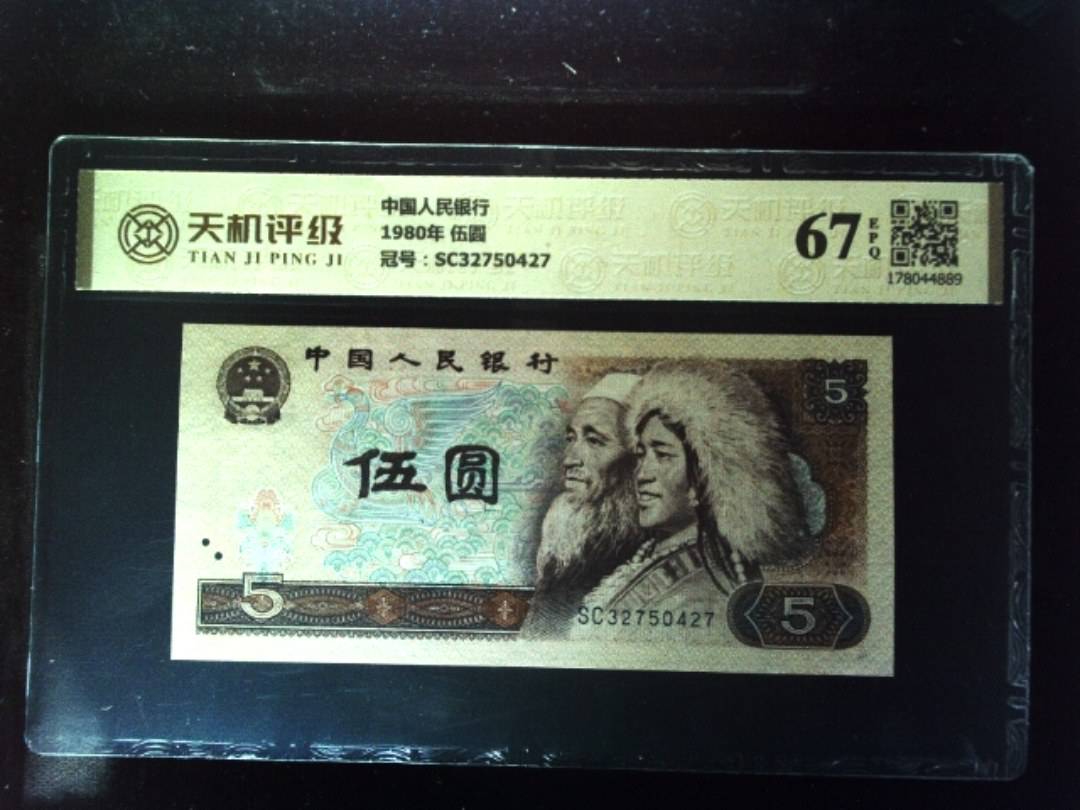 天机评级
TIAN JI PING JI
中国人民银行
1980年 伍圆
冠号：SC32750427
67
EPQ
178044889
中国人民银行
5
伍圆
5
SC32750427
5